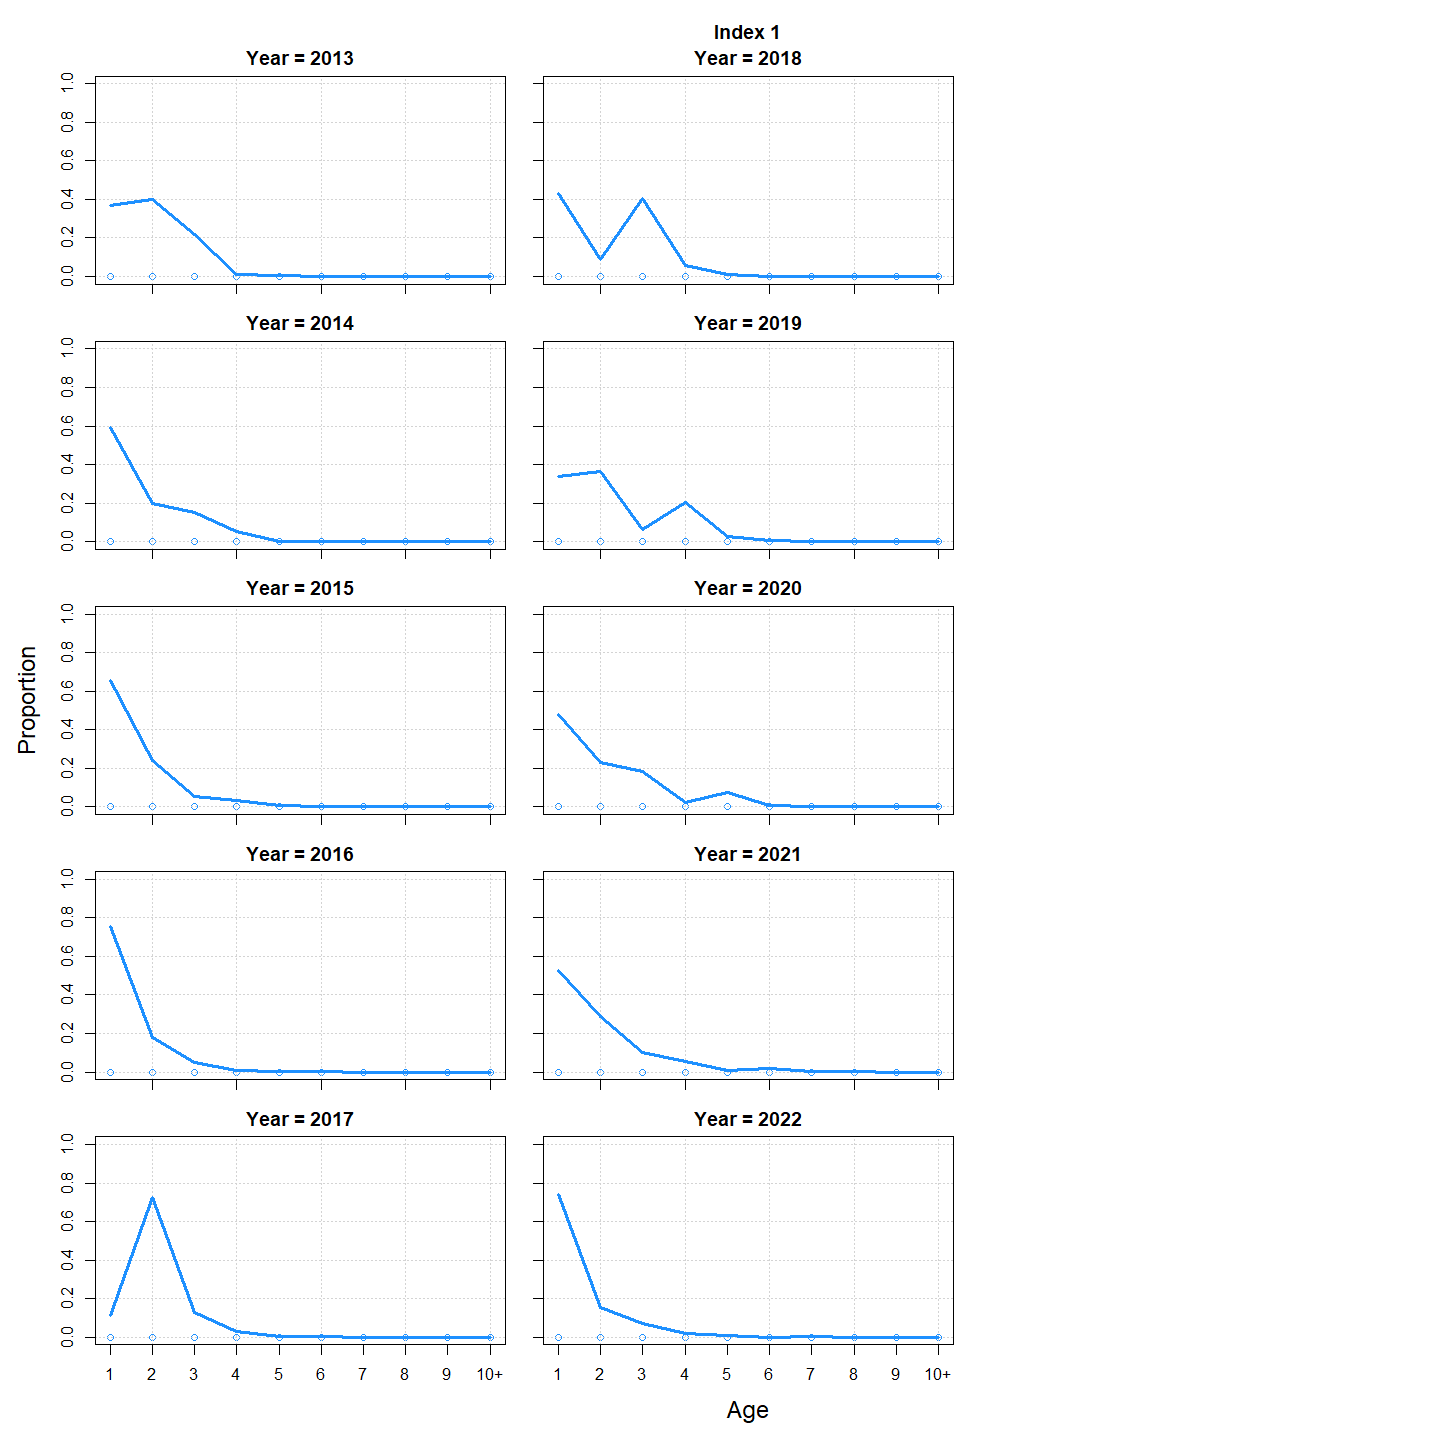 Index 1
Year = 2013
Year = 2018
0.0 0.2 0.4 0.6 0.8 1.0
Year = 2014
Year = 2019
0.0 0.2 0.4 0.6 0.8 1.0
Year = 2015
Year = 2020
0.0 0.2 0.4 0.6 0.8 1.0
Proportion
Year = 2016
Year = 2021
0.0 0.2 0.4 0.6 0.8 1.0
Year = 2017
Year = 2022
0.0 0.2 0.4 0.6 0.8 1.0
1 2 3 4 5 6 7 8 9 10+
1 2 3 4 5 6 7 8 9 10+
Age